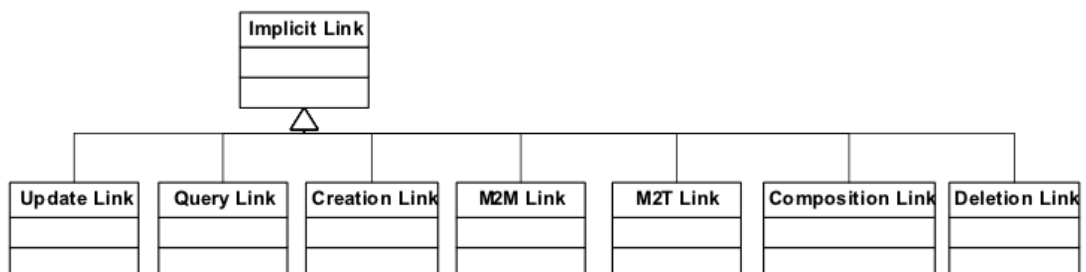 Implicit Link
Update Link
Query Link
Creation Link
M2M Link
M2T Link
Composition Link
Deletion Link